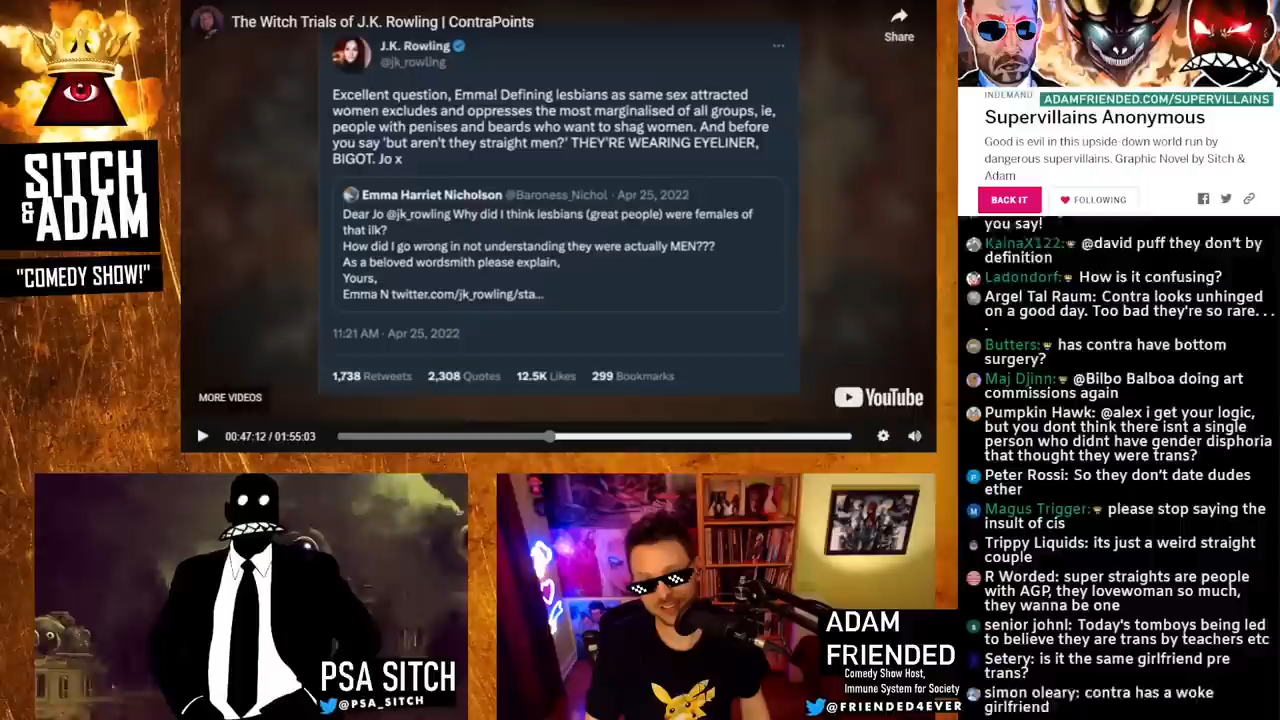 The Witch Trials of J.K. Rowling | ContraPoints
Share
J.K. Rowling
@jk_rowling
Excellent question, Emma! Defining lesbians as same sex attracted
women excludes and oppresses the most marginalised of all groups, ie,
people with penises and beards who want to shag women. And before
you say 'but aren't they straight men?' THEY'RE WEARING EYELINER,
BIGOT. Jo x
Emma Harriet Nicholson @Baroness_Nichol · Apr 25, 2022
Dear Jo @jk_rowling Why did I think lesbians (great people) were females of
that ilk?
How did I go wrong in not understanding they were actually MEN???
As a beloved wordsmith please explain,
Yours,
Emma N twitter.com/jk_rowling/sta...
11:21 AM · Apr 25, 2022
1,738 Retweets 2,308 Quotes 12.5K Likes 299 Bookmarks
MORE VIDEOS
YouTube
00:47:12 / 01:55:03
SITCH
& ADAM
"COMEDY SHOW!"
PSA SITCH
@PSA_SITCH
ADAM
FRIENDED
Comedy Show Host,
Immune System for Society
@FRIENDED4EVER
INDEMAND
ADAMFRIENDED.COM/SUPERVILLAINS
Supervillains Anonymous
Good is evil in this upside-down world run by
dangerous supervillains. Graphic Novel by Sitch &
Adam
BACK IT
FOLLOWING
you say!
KainaX122: @david puff they don't by
definition
Ladondorf: How is it confusing?
Argel Tal Raum: Contra looks unhinged
on a good day. Too bad they're so rare. . .
.
Butters: has contra have bottom
surgery?
Maj Djinn: @Bilbo Balboa doing art
commissions again
Pumpkin Hawk: @alex i get your logic,
but you dont think there isnt a single
person who didnt have gender disphoria
that thought they were trans?
Peter Rossi: So they don't date dudes
ether
Magus Trigger: please stop saying the
insult of cis
Trippy Liquids: its just a weird straight
couple
R Worded: super straights are people
with AGP, they lovewoman so much,
they wanna be one
senior johnl: Today's tomboys being led
to believe they are trans by teachers etc
Setery: is it the same girlfriend pre
trans?
simon oleary: contra has a woke
girlfriend